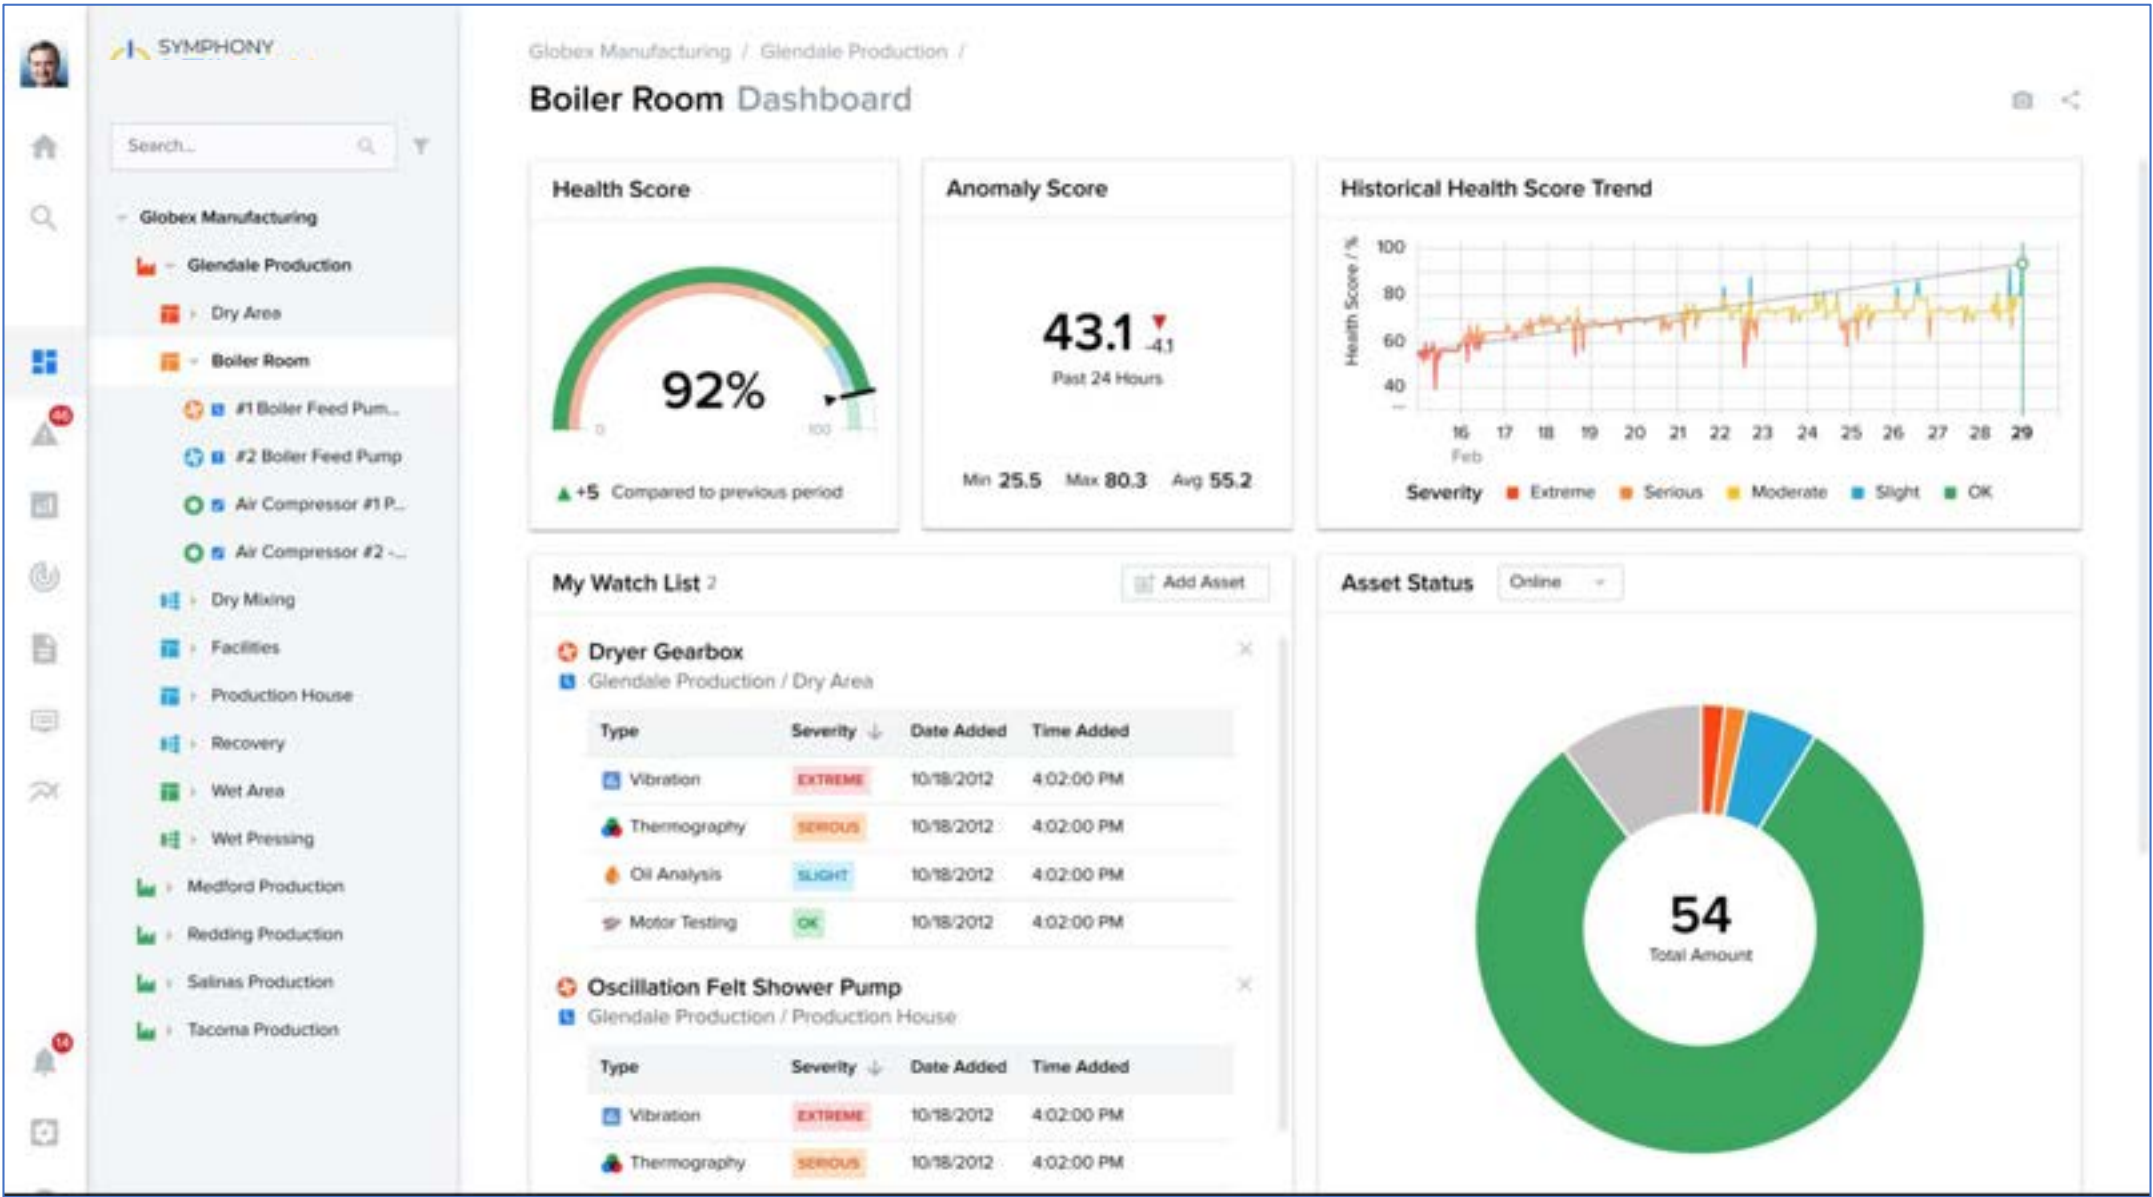 SYMPHONY
Search...
Globex Manufacturing
Glendale Production
Dry Area
Boiler Room
#1 Boiler Feed Pum...
#2 Boiler Feed Pump
Air Compressor #1 P...
Air Compressor #2 -...
Dry Mixing
Facilities
Production House
Recovery
Wet Area
Wet Pressing
Medford Production
Redding Production
Salinas Production
Tacoma Production
46
14
Globex Manufacturing / Glendale Production /
Boiler Room Dashboard
Health Score
92%
0 100
+5 Compared to previous period
Anomaly Score
43.1 -4.1
Past 24 Hours
Min 25.5 Max 80.3 Avg 55.2
Historical Health Score Trend
Health Score / %
100
80
60
40
16 17 18 19 20 21 22 23 24 25 26 27 28 29
Feb
Severity Extreme Serious Moderate Slight OK
My Watch List 2
Add Asset
Dryer Gearbox
Glendale Production / Dry Area
Type Severity Date Added Time Added
Vibration EXTREME 10/18/2012 4:02:00 PM
Thermography SERIOUS 10/18/2012 4:02:00 PM
Oil Analysis SLIGHT 10/18/2012 4:02:00 PM
Motor Testing OK 10/18/2012 4:02:00 PM
Oscillation Felt Shower Pump
Glendale Production / Production House
Type Severity Date Added Time Added
Vibration EXTREME 10/18/2012 4:02:00 PM
Thermography SERIOUS 10/18/2012 4:02:00 PM
Asset Status Online
54
Total Amount